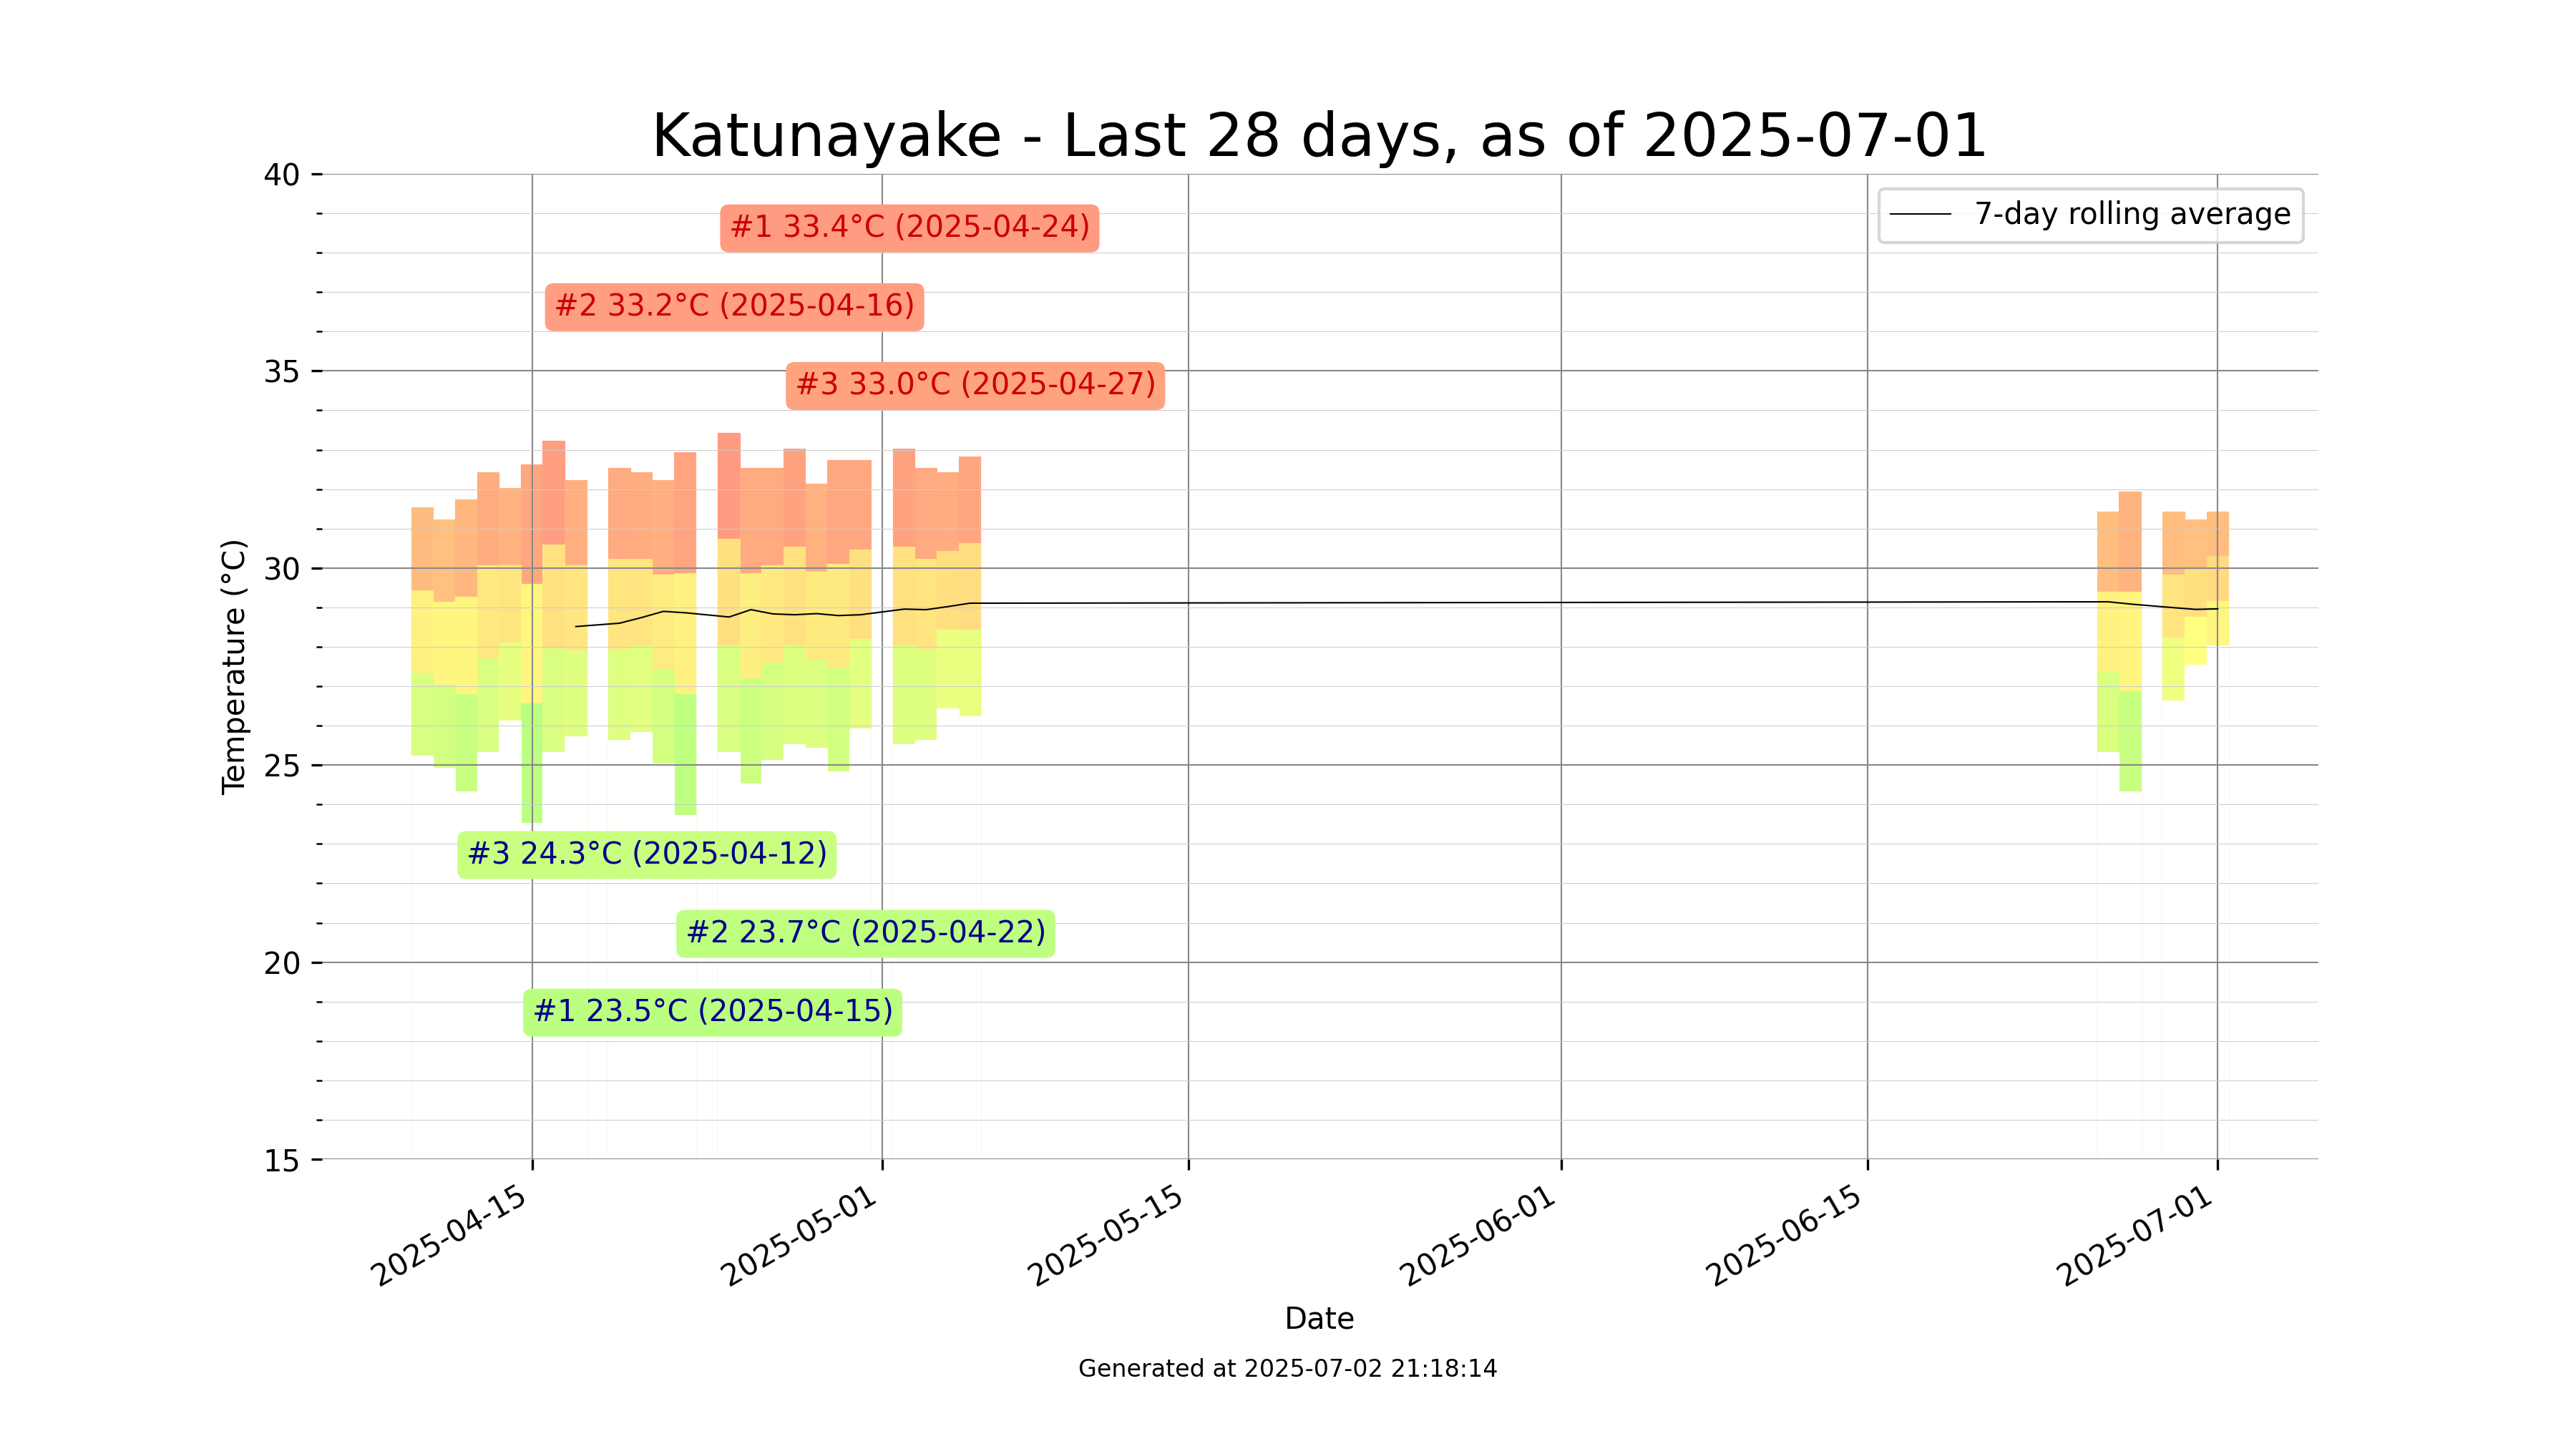 Katunayake - Last 28 days, as of 2025-07-01
7-day rolling average
#1 33.4°C (2025-04-24)
#2 33.2°C (2025-04-16)
#3 33.0°C (2025-04-27)
#3 24.3°C (2025-04-12)
#2 23.7°C (2025-04-22)
#1 23.5°C (2025-04-15)
Temperature (°C)
40
35
30
25
20
15
2025-04-15
2025-05-01
2025-05-15
2025-06-01
2025-06-15
2025-07-01
Date
Generated at 2025-07-02 21:18:14